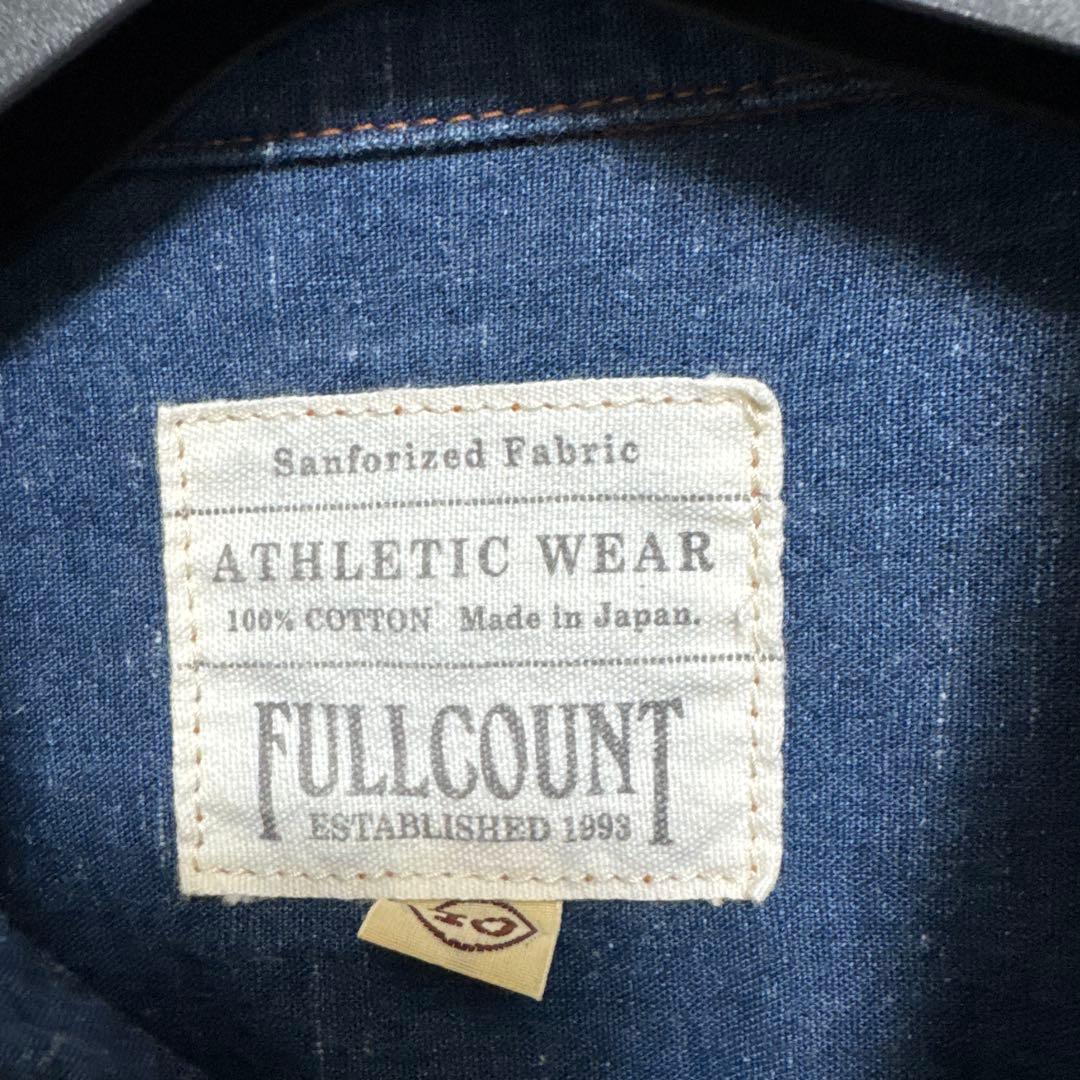 Sanforized Fabric
ATHLETIC WEAR
100% COTTON Made in Japan.
FULLCOUNT
ESTABLISHED 1993